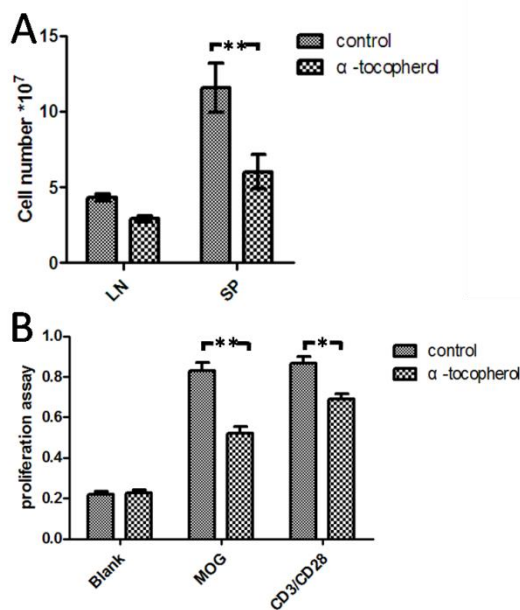 A
control
α -tocopherol
**
Cell number *10⁷
15
10
5
0
LN
SP
B
control
α -tocopherol
**
*
proliferation assay
1.0
0.8
0.6
0.4
0.2
0.0
Blank
MOG
CD3/CD28